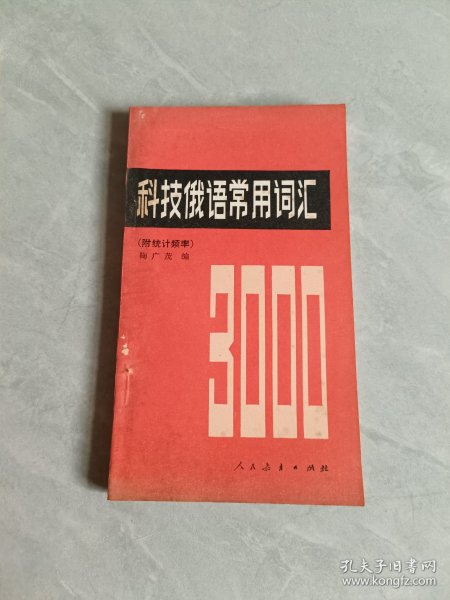 科技俄语常用词汇
(附统计频率)
鞠广茂 编
3000
人民教育出版社
孔夫子旧书网
www.kongfz.com